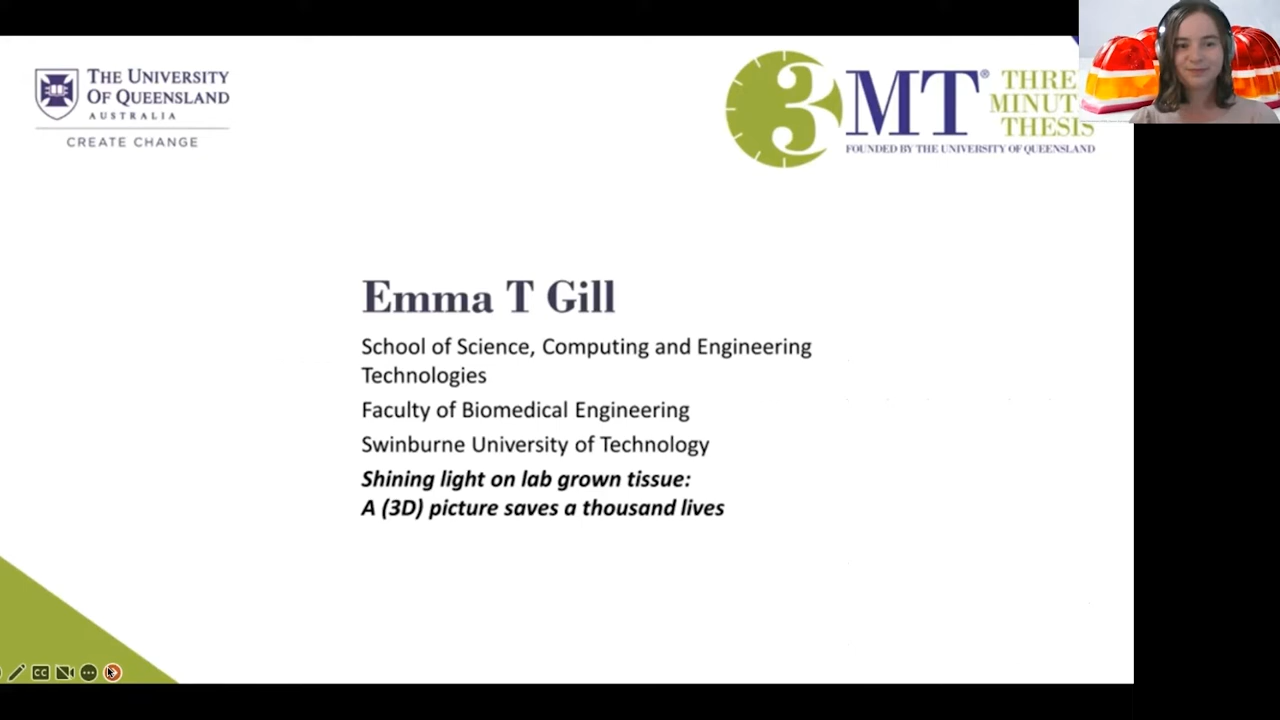 THE UNIVERSITY
OF QUEENSLAND
AUSTRALIA
CREATE CHANGE
3MT® THREE
MINUTE
THESIS
FOUNDED BY THE UNIVERSITY OF QUEENSLAND
Emma T Gill
School of Science, Computing and Engineering
Technologies
Faculty of Biomedical Engineering
Swinburne University of Technology
Shining light on lab grown tissue:
A (3D) picture saves a thousand lives
CC